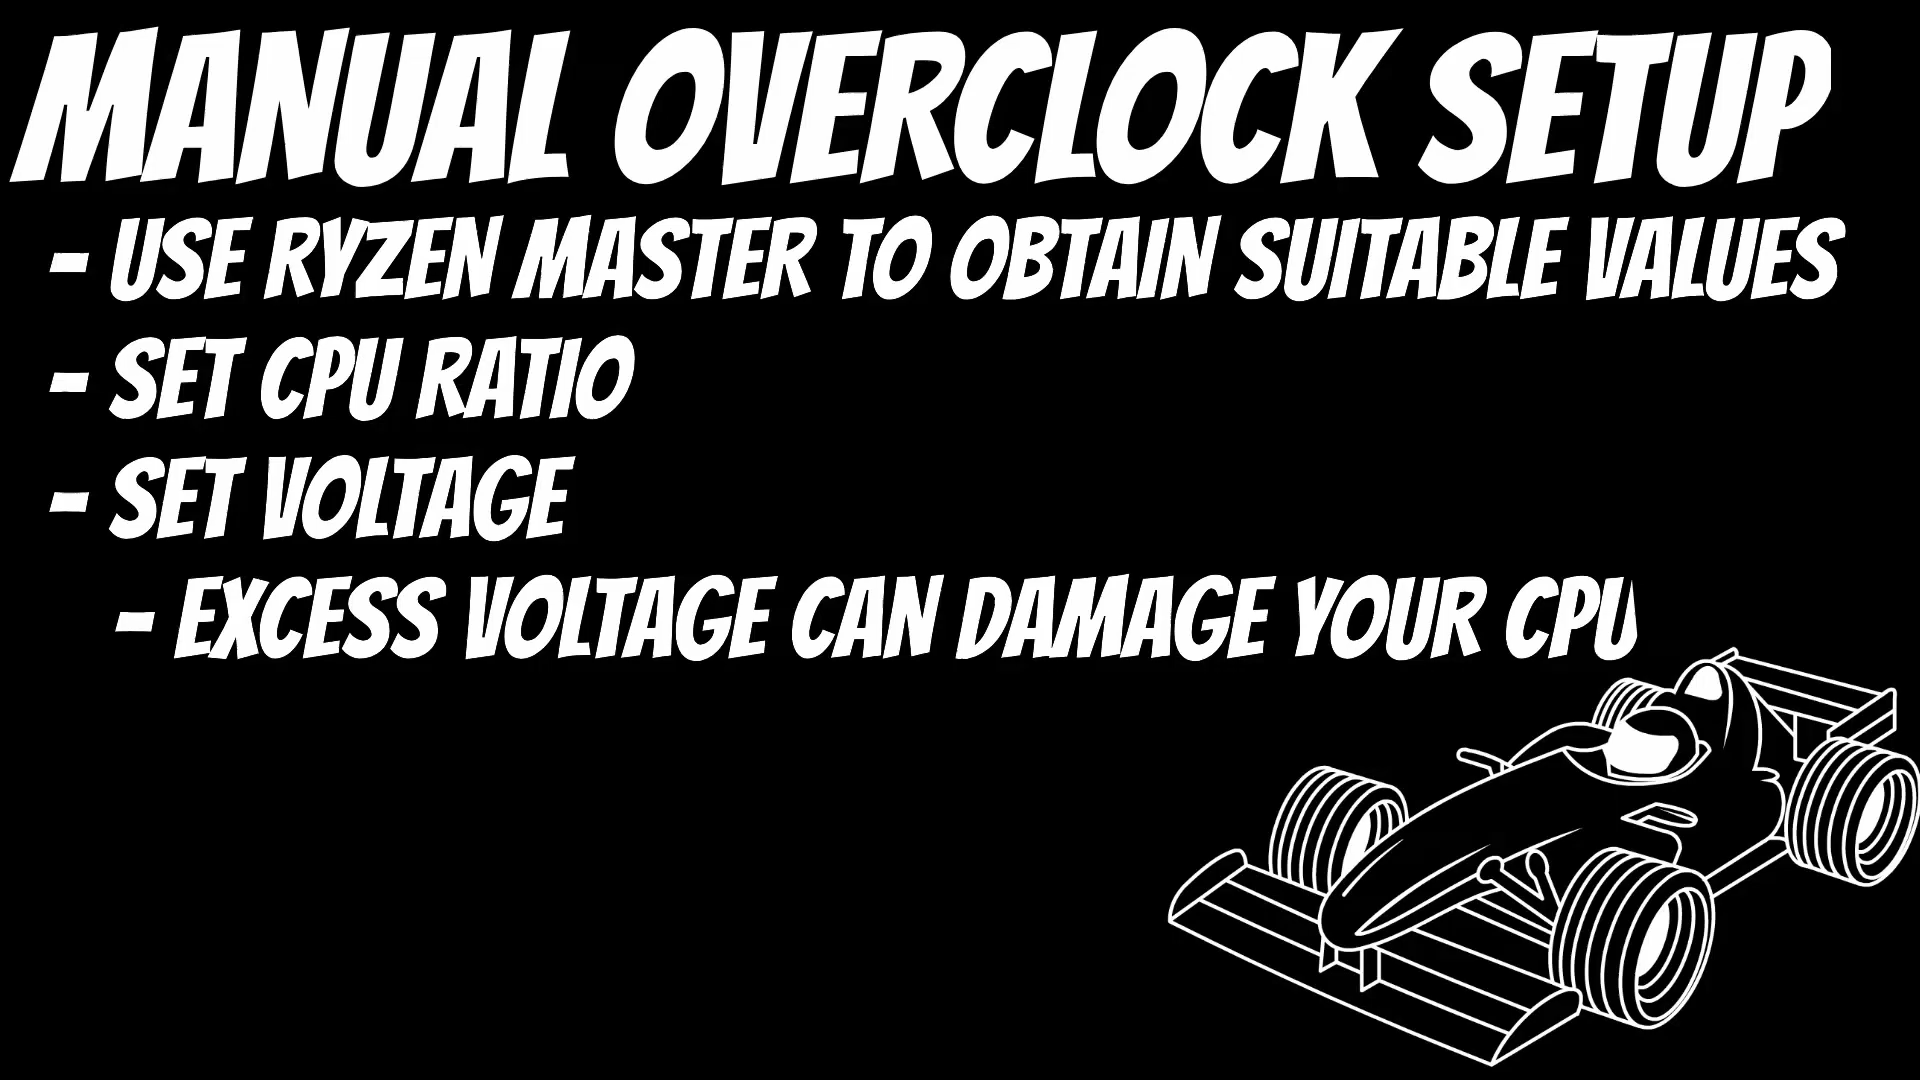 MANUAL OVERCLOCK SETUP
- USE RYZEN MASTER TO OBTAIN SUITABLE VALUES
- SET CPU RATIO
- SET VOLTAGE
- EXCESS VOLTAGE CAN DAMAGE YOUR CPU